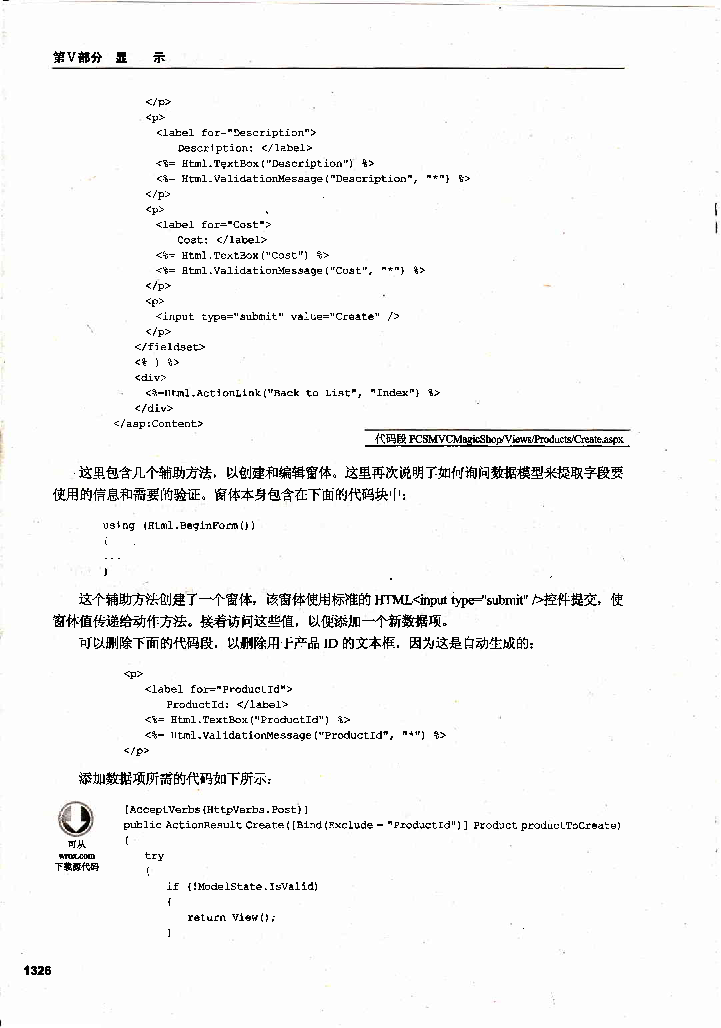 第V部分 显 示
</p>
<p>
<label for="Description">
Description: </label>
<%= Html.TextBox("Description") %>
<%= Html.ValidationMessage("Description", "*") %>
</p>
<p>
<label for="Cost">
Cost: </label>
<%= Html.TextBox("Cost") %>
<%= Html.ValidationMessage("Cost", "*") %>
</p>
<p>
<input type="submit" value="Create" />
</p>
</fieldset>
<% } %>
<div>
<%=Html.ActionLink("Back to List", "Index") %>
</div>
</asp:Content>
代码段 PCSMVCMagicShop/Views/Products/Create.aspx
这里包含几个辅助方法，以创建和编辑窗体。这里再次说明了如何询问数据模型来提取字段要
使用的信息和需要的验证。窗体本身包含在下面的代码块中：
using (Html.BeginForm())
{
...
}
这个辅助方法创建了一个窗体，该窗体使用标准的 HTML<input type="submit" />控件提交，使
窗体值传递给动作方法。接着访问这些值，以便添加一个新数据项。
可以删除下面的代码段，以删除用于产品 ID 的文本框，因为这是自动生成的：
<p>
<label for="ProductId">
ProductId: </label>
<%= Html.TextBox("ProductId") %>
<%= Html.ValidationMessage("ProductId", "*") %>
</p>
添加数据项所需的代码如下所示：
[AcceptVerbs(HttpVerbs.Post)]
public ActionResult Create([Bind(Exclude = "ProductId")] Product productToCreate)
{
可从
wrox.com
下载源代码
try
{
if (!ModelState.IsValid)
{
return View();
}
1326